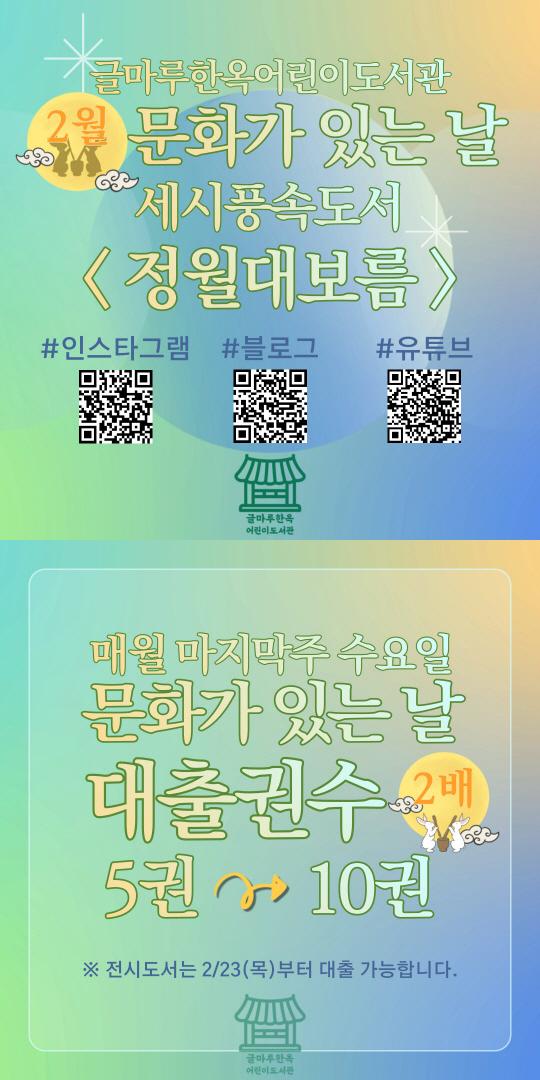 글마루한옥어린이도서관
2월 문화가 있는 날
세시풍속도서
< 정월대보름 >
#인스타그램 #블로그 #유튜브
글마루한옥
어린이도서관
매월 마지막주 수요일
문화가 있는 날
대출권수 2배
5권 10권
※ 전시도서는 2/23(목)부터 대출 가능합니다.
글마루한옥
어린이도서관